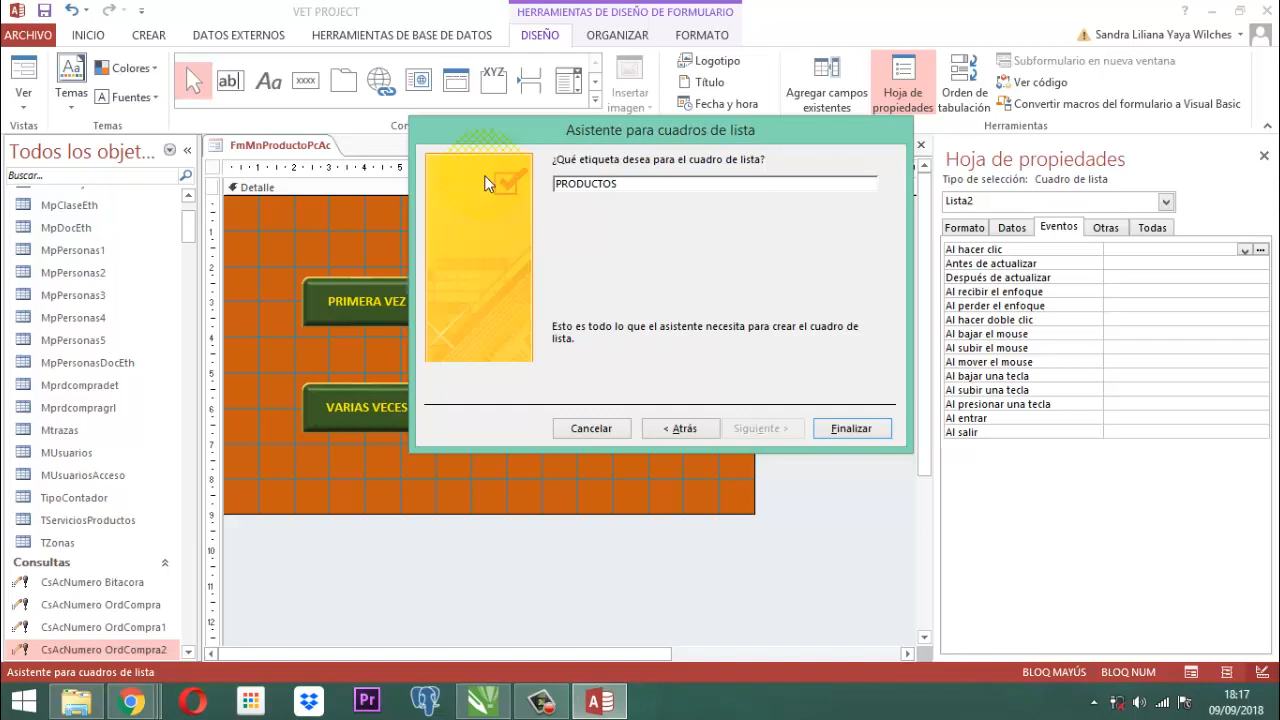 VET PROJECT
HERRAMIENTAS DE DISEÑO DE FORMULARIO
ARCHIVO
INICIO
CREAR
DATOS EXTERNOS
HERRAMIENTAS DE BASE DE DATOS
DISEÑO
ORGANIZAR
FORMATO
Sandra Liliana Yaya Wilches
Ver
Vistas
Temas
Colores
Fuentes
Temas
ab|
Aa
xxxx
XYZ
Insertar
imagen
Logotipo
Título
Fecha y hora
Agregar campos
existentes
Hoja de
propiedades
Orden de
tabulación
Subformulario en nueva ventana
Ver código
Convertir macros del formulario a Visual Basic
Herramientas
Todos los objet...
Buscar...
MpClaseEth
MpDocEth
MpPersonas1
MpPersonas2
MpPersonas3
MpPersonas4
MpPersonas5
MpPersonasDocEth
Mprdcompradet
Mprdcompragrl
Mtrazas
MUsuarios
MUsuariosAcceso
TipoContador
TServiciosProductos
TZonas
Consultas
CsAcNumero Bitacora
CsAcNumero OrdCompra
CsAcNumero OrdCompra1
CsAcNumero OrdCompra2
FmMnProductoPcAc
Detalle
PRIMERA VEZ
VARIAS VECES
Asistente para cuadros de lista
¿Qué etiqueta desea para el cuadro de lista?
PRODUCTOS
Esto es todo lo que el asistente necesita para crear el cuadro de
lista.
Cancelar
< Atrás
Siguiente >
Finalizar
Hoja de propiedades
Tipo de selección: Cuadro de lista
Lista2
Formato
Datos
Eventos
Otras
Todas
Al hacer clic
Antes de actualizar
Después de actualizar
Al recibir el enfoque
Al perder el enfoque
Al hacer doble clic
Al bajar el mouse
Al subir el mouse
Al mover el mouse
Al bajar una tecla
Al subir una tecla
Al presionar una tecla
Al entrar
Al salir
Asistente para cuadros de lista
BLOQ MAYÚS
BLOQ NUM
Pr
18:17
09/09/2018